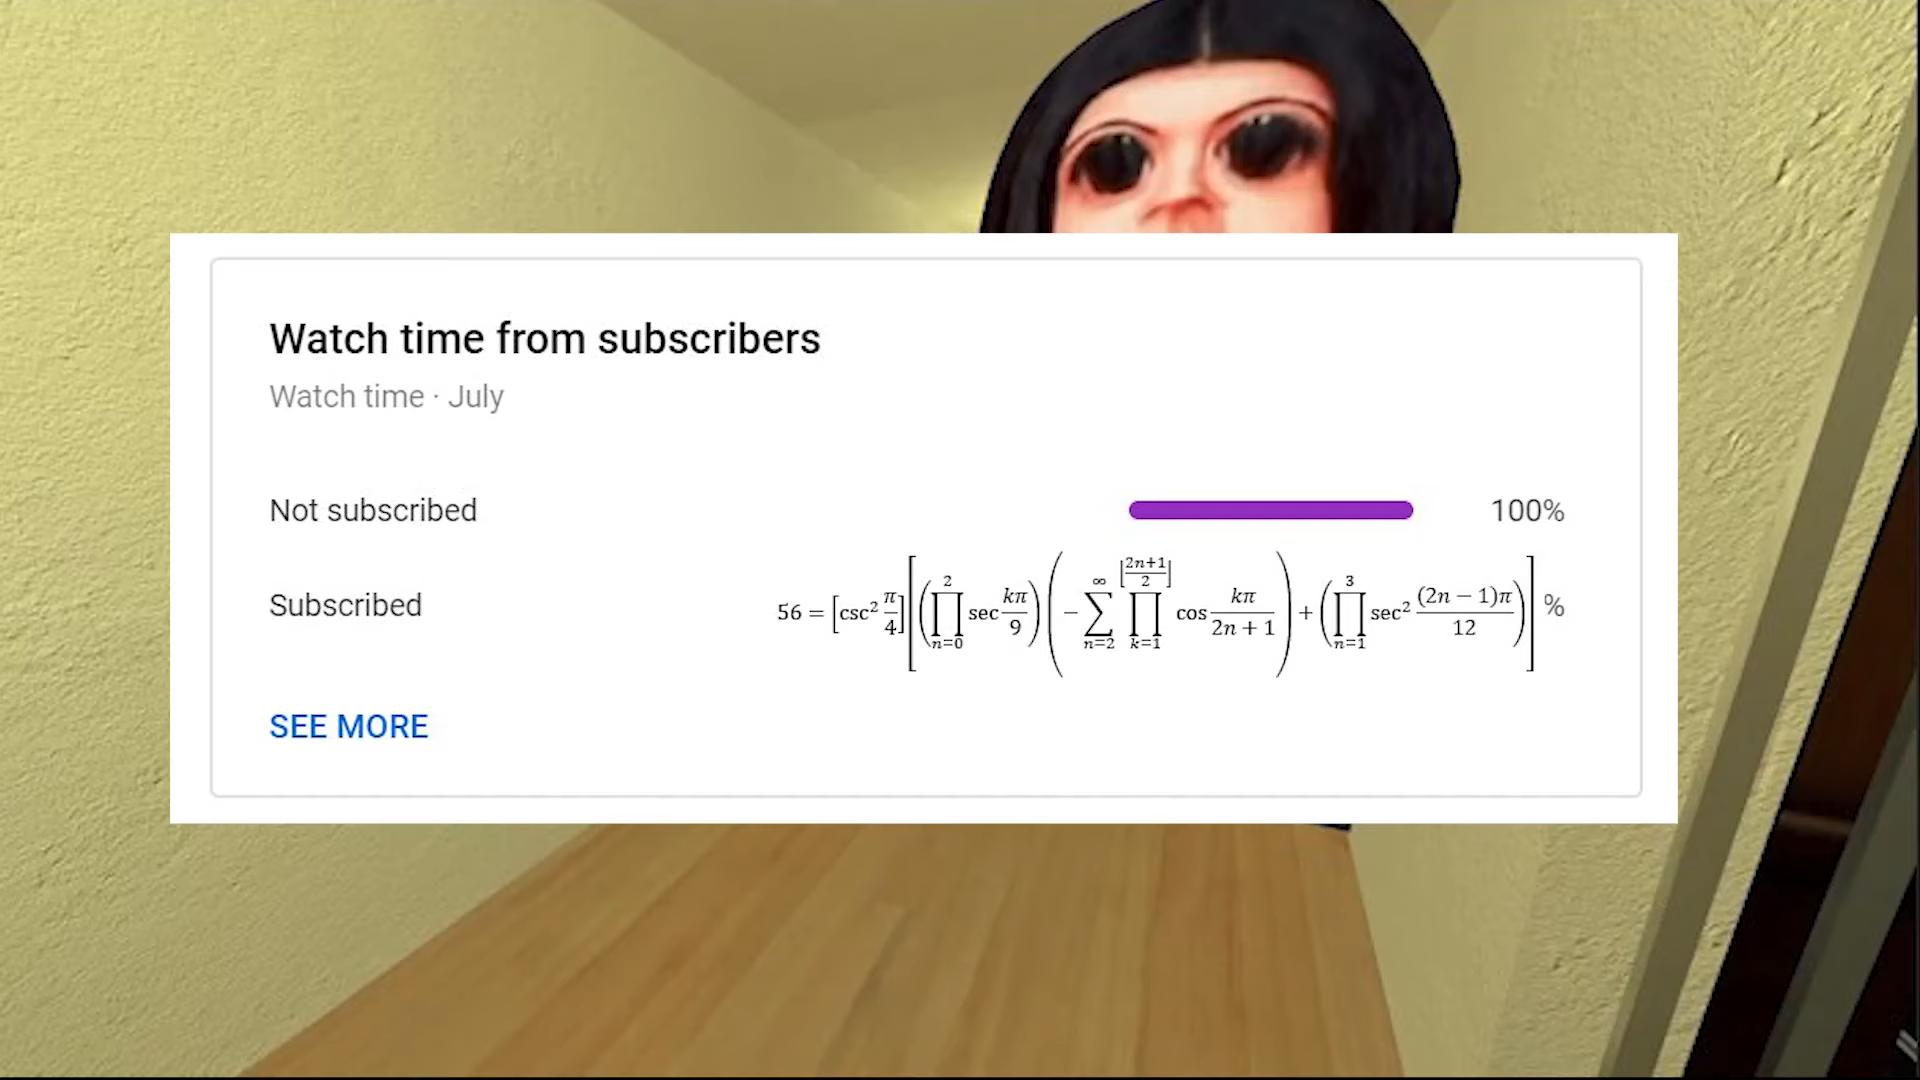 Watch time from subscribers
Watch time · July
Not subscribed 100%
Subscribed 56 = [csc² π/4] [(∏_{n=0}^{2} sec kπ/9) (−∑_{n=2}^{∞} ∏_{k=1}^{⌊(2n+1)/2⌋} cos kπ/(2n + 1)) + (∏_{n=1}^{3} sec² (2n − 1)π/12)] %
SEE MORE